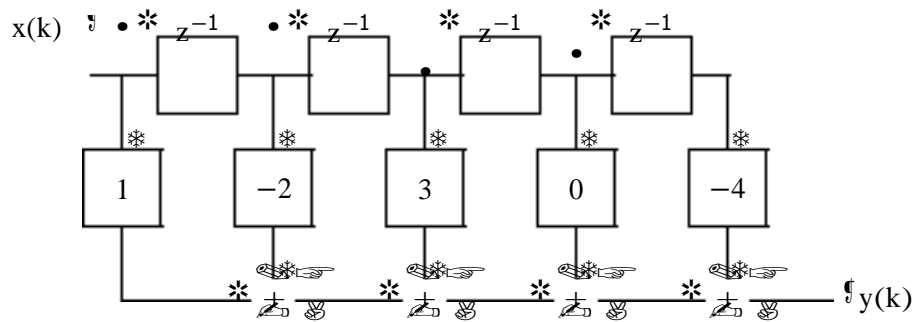 x(k) z⁻¹ z⁻¹ z⁻¹ z⁻¹
1 −2 3 0 −4
+ + + + y(k)